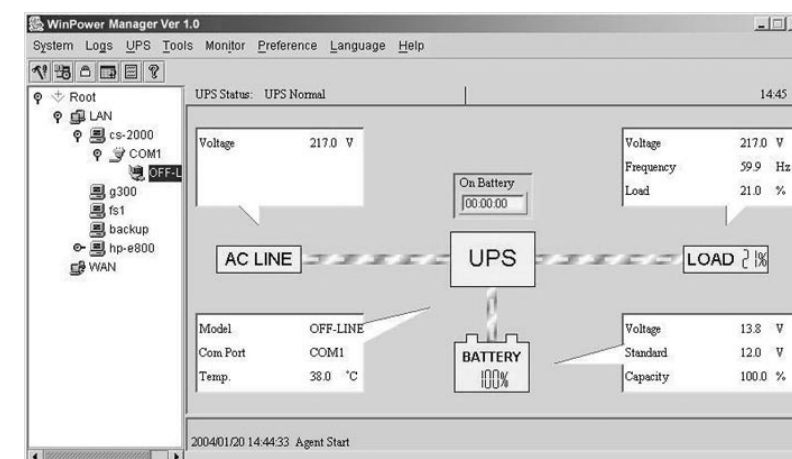 WinPower Manager Ver 1.0
System Logs UPS Tools Monitor Preference Language Help
Root
LAN
cs-2000
COM1
OFF-L
g300
fs1
backup
hp-e800
WAN
UPS Status: UPS Normal
14:45
Voltage 217.0 V
On Battery
00:00:00
Voltage 217.0 V
Frequency 59.9 Hz
Load 21.0 %
AC LINE
UPS
LOAD 21%
Model OFF-LINE
Com Port COM1
Temp. 38.0 °C
BATTERY
100%
Voltage 13.8 V
Standard 12.0 V
Capacity 100.0 %
2004/01/20 14:44:33 Agent Start